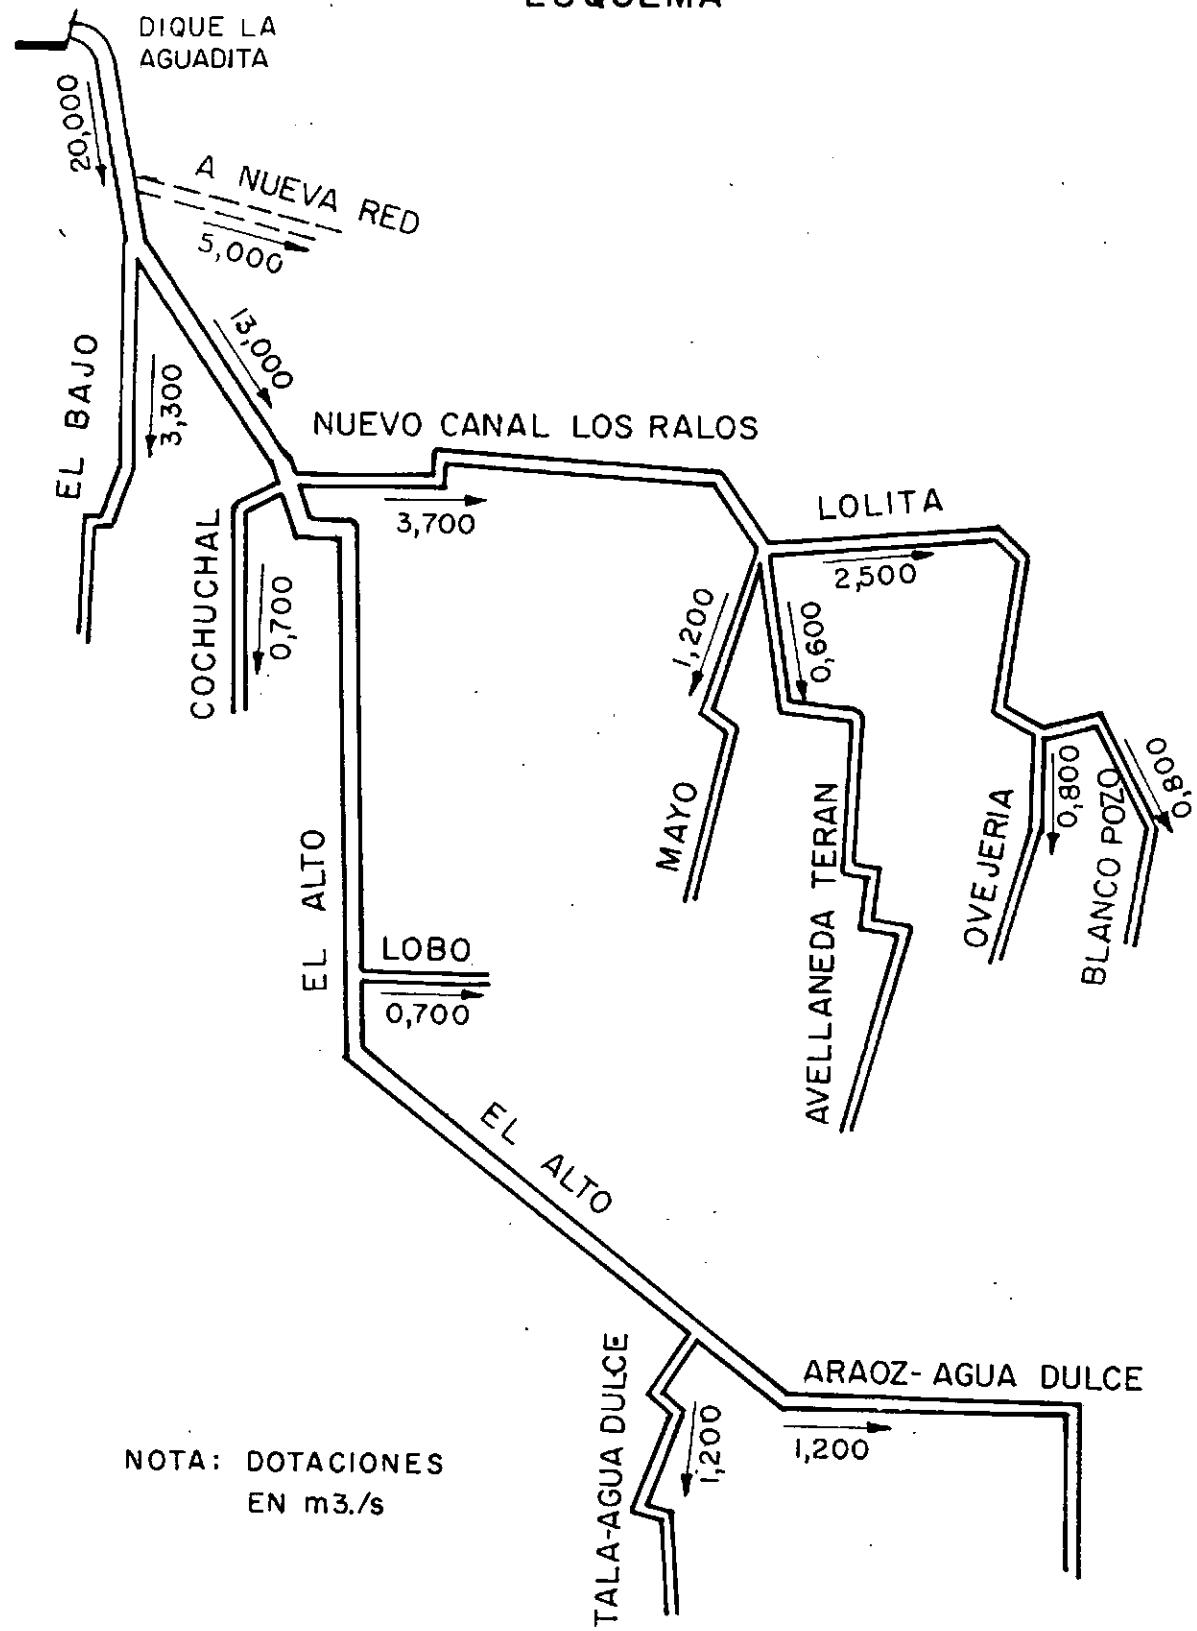 ESQUEMA
DIQUE LA
AGUADITA
20,000
A NUEVA RED
5,000
13,000
EL BAJO
3,300
NUEVO CANAL LOS RALOS
3,700
COCHUCHAL
0,700
LOLITA
2,500
1,200
0,600
MAYO
AVELLANEDA TERAN
OVEJERIA
0,800
BLANCO POZO
0,800
EL ALTO
LOBO
0,700
EL ALTO
TALA-AGUA DULCE
1,200
ARAOZ-AGUA DULCE
1,200
NOTA: DOTACIONES
EN m3./s